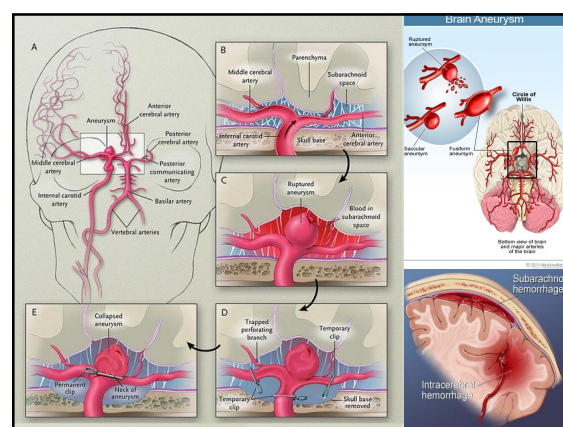 A
Aneurysm
Anterior
cerebral artery
Posterior
cerebral
artery
Middle cerebral
artery
Posterior
communicating
artery
Internal carotid
artery
Basilar artery
Vertebral arteries
B
Parenchyma
Middle cerebral
artery
Subarachnoid
space
Internal carotid
artery
Skull base
Anterior
cerebral artery
C
Ruptured
aneurysm
Blood in
subarachnoid
space
D
Trapped
perforating
branch
Temporary
clip
Temporary
clip
Skull base
removed
E
Collapsed
aneurysm
Permanent
clip
Neck of
aneurysm
Brain Aneurysm
Ruptured
aneursym
Circle of
Willis
Saccular
aneurysm
Fusiform
aneurysm
Bottom view of brain
and major arteries
of the brain
Subarachno
hemorrhage
Intracerebral
hemorrhage